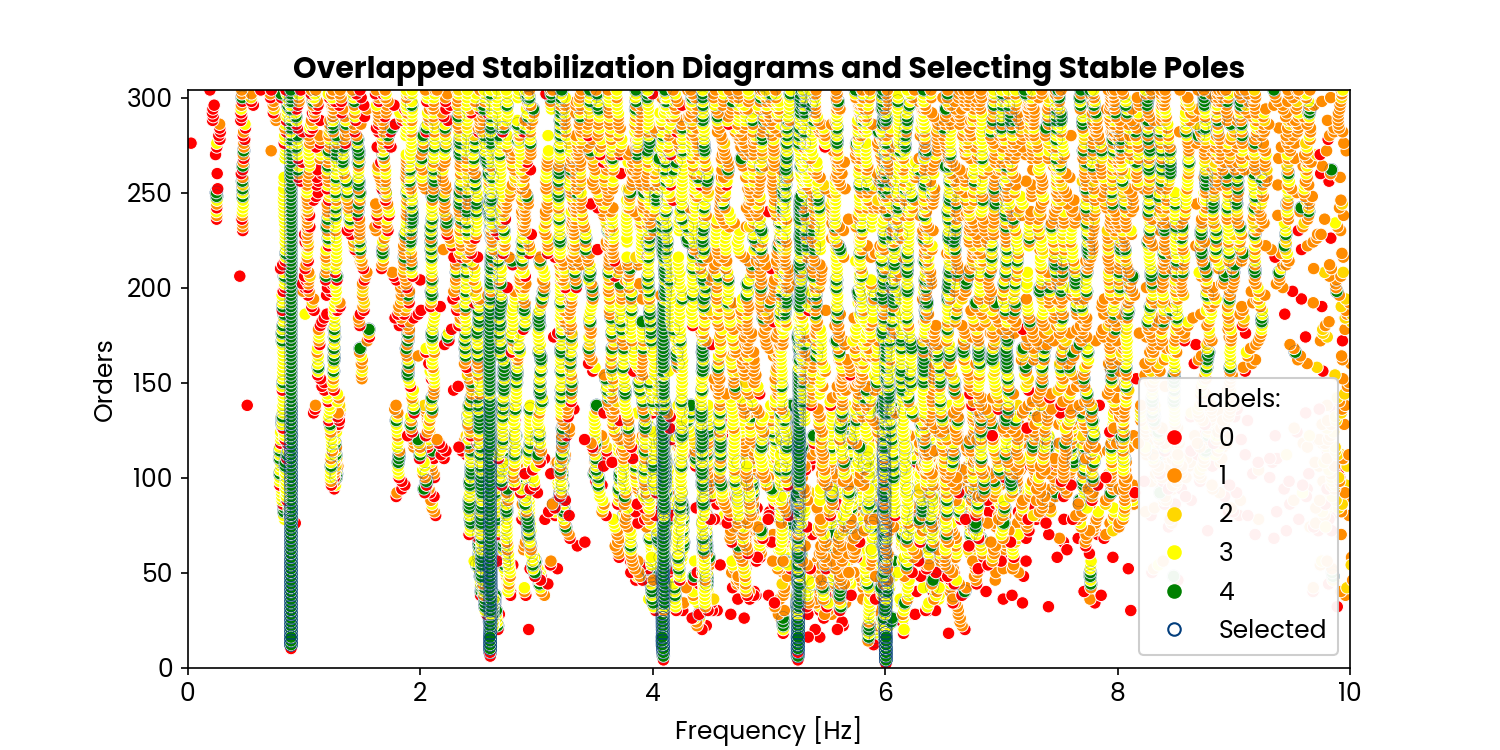 Overlapped Stabilization Diagrams and Selecting Stable Poles
300
250
200
150
100
50
0
Orders
Labels:
0
1
2
3
4
Selected
0 2 4 6 8 10
Frequency [Hz]